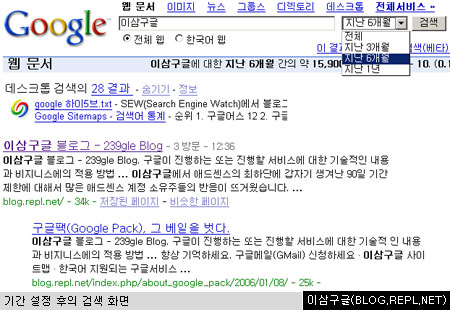 웹 문서 이미지 뉴스 그룹스 디렉토리 데스크톱 전체서비스 »
Google
이삼구글 지난 6개월 검색
전체 웹 한국어 웹
전체
지난 3개월
지난 6개월
지난 1년
이 결과 검색(베타)
웹 문서 이삼구글에 대한 지난 6개월 간의 약 15,900 - 10. (0.1
데스크톱 검색의 28 결과 - 숨기기 - 정보
google 하이브.txt - SEW(Search Engine Watch)에서 블로
Google Sitemaps - 검색어 통계 - 순위 1. 구글어스 12 2. 구글
이삼구글 블로그 - 239gle Blog - 3 방문 - 12:36
이삼구글 블로그 - 239gle Blog. 구글이 진행하는 또는 진행할 서비스에 대한 기술적인 내용
과 비지니스에의 적용 방법 ... 이삼구글에서 애드센스의 최하단에 갑자기 생겨난 90일 기간
제한에 대해서 많은 애드센스 계정 소유주들의 반응이 뜨거웠습니다. ...
blog.repl.net/ - 34k - 저장된 페이지 - 비슷한 페이지
구글팩(Google Pack), 그 베일을 벗다.
이삼구글 블로그 - 239gle Blog. 구글이 진행하는 또는 진행할 서비스에 대한 기술적 인 내용
과 비지니스에의 적용 방법 ... 항상 기억하세요. 구글메일(GMail) 신청하세요 · 이삼구글 사이
트맵 · 한국어 지원되는 구글서비스 ...
blog.repl.net/index.php/about_google_pack/2006/01/08/ - 25k -
기간 설정 후의 검색 화면
이삼구글(BLOG.REPL.NET)